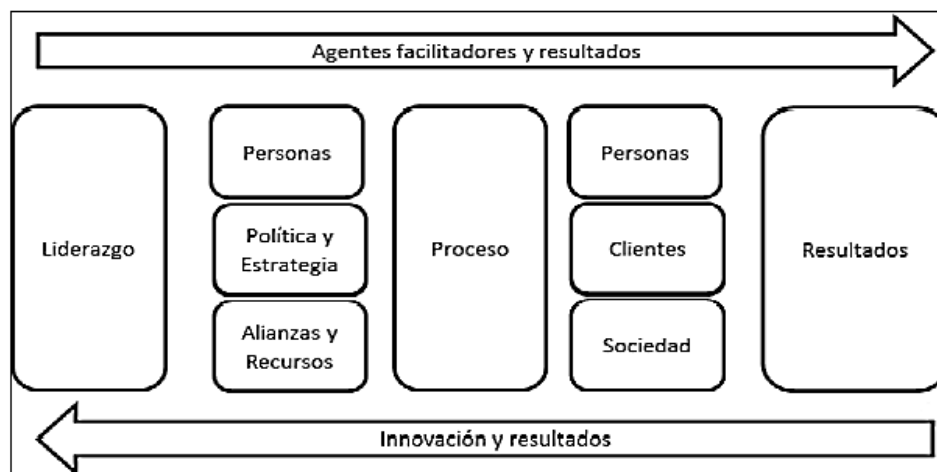 Agentes facilitadores y resultados
Liderazgo
Personas
Política y
Estrategia
Alianzas y
Recursos
Proceso
Personas
Clientes
Sociedad
Resultados
Innovación y resultados